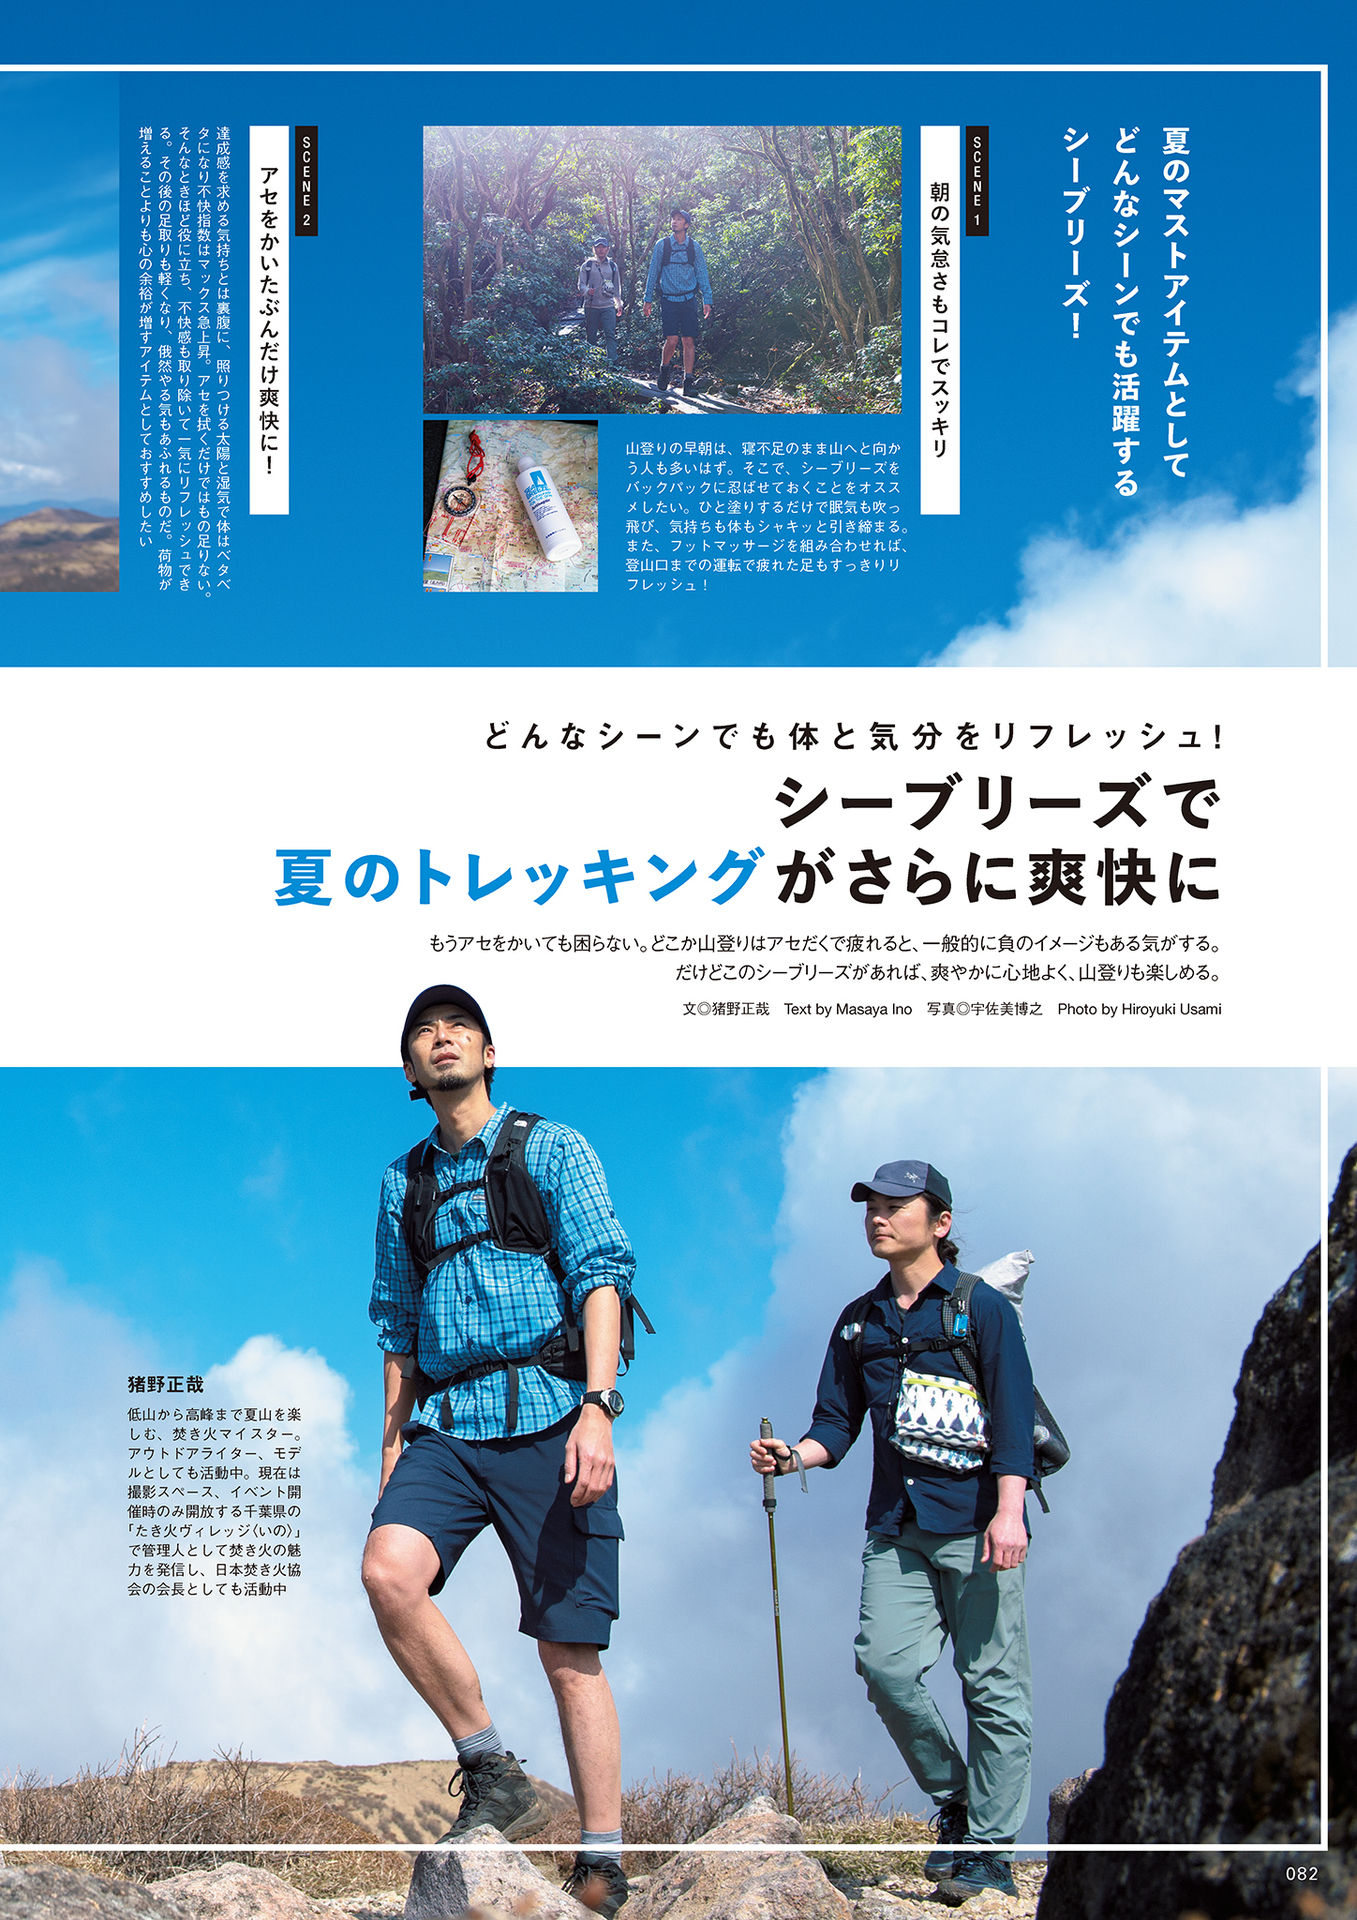 夏のマストアイテムとして
どんなシーンでも活躍する
シーブリーズ！
SCENE 1
朝の気怠さもコレでスッキリ
山登りの早朝は、寝不足のまま山へと向か
う人も多いはず。そこで、シーブリーズを
バックパックに忍ばせておくことをオスス
メしたい。ひと塗りするだけで眠気も吹っ
飛び、気持ちも体もシャキッと引き締まる。
また、フットマッサージを組み合わせれば、
登山口までの運転で疲れた足もすっきりリ
フレッシュ！
SCENE 2
アセをかいたぶんだけ爽快に！
達成感を求める気持ちとは裏腹に、照りつける太陽と湿気で体はベタベ
タになり不快指数はマックス急上昇。アセを拭くだけではもの足りない。
そんなときほど役に立ち、不快感も取り除いて一気にリフレッシュでき
る。その後の足取りも軽くなり、俄然やる気もあふれるものだ。荷物が
増えることよりも心の余裕が増すアイテムとしておすすめしたい
どんなシーンでも体と気分をリフレッシュ！
シーブリーズで
夏のトレッキングがさらに爽快に
もうアセをかいても困らない。どこか山登りはアセだくで疲れると、一般的に負のイメージもある気がする。
だけどこのシーブリーズがあれば、爽やかに心地よく、山登りも楽しめる。
文◎猪野正哉　Text by Masaya Ino　写真◎宇佐美博之　Photo by Hiroyuki Usami
猪野正哉
低山から高峰まで夏山を楽
しむ、焚き火マイスター。
アウトドアライター、モデ
ルとしても活動中。現在は
撮影スペース、イベント開
催時のみ開放する千葉県の
「たき火ヴィレッジ〈いの〉」
で管理人として焚き火の魅
力を発信し、日本焚き火協
会の会長としても活動中
082